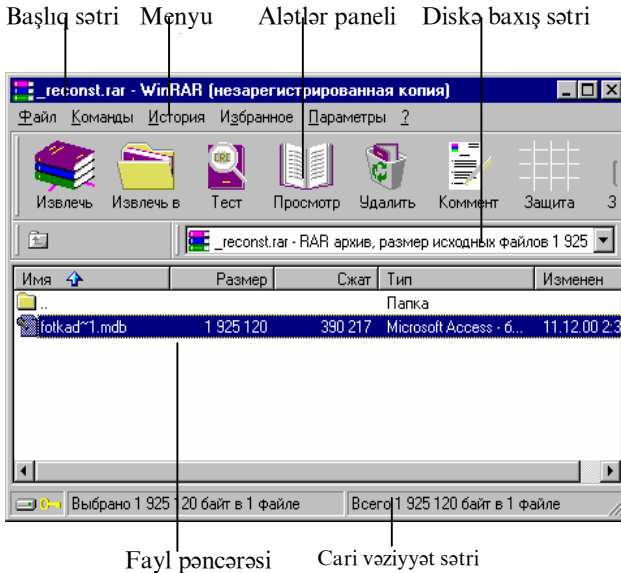 Başlıq sətri Menyu Alətlər paneli Diskə baxış sətri
_reconst.rar - WinRAR (незарегистрированная копия)
Файл Команды История Избранное Параметры ?
Извлечь Извлечь в Тест Просмотр Удалить Коммент Защита З
_reconst.rar - RAR архив, размер исходных файлов 1 925
Имя Размер Сжат Тип Изменен
.. Папка
fotkad~1.mdb 1 925 120 390 217 Microsoft Access - б... 11.12.00 2:3
Выбрано 1 925 120 байт в 1 файле Всего 1 925 120 байт в 1 файле
Fayl pəncərəsi Cari vəziyyət sətri